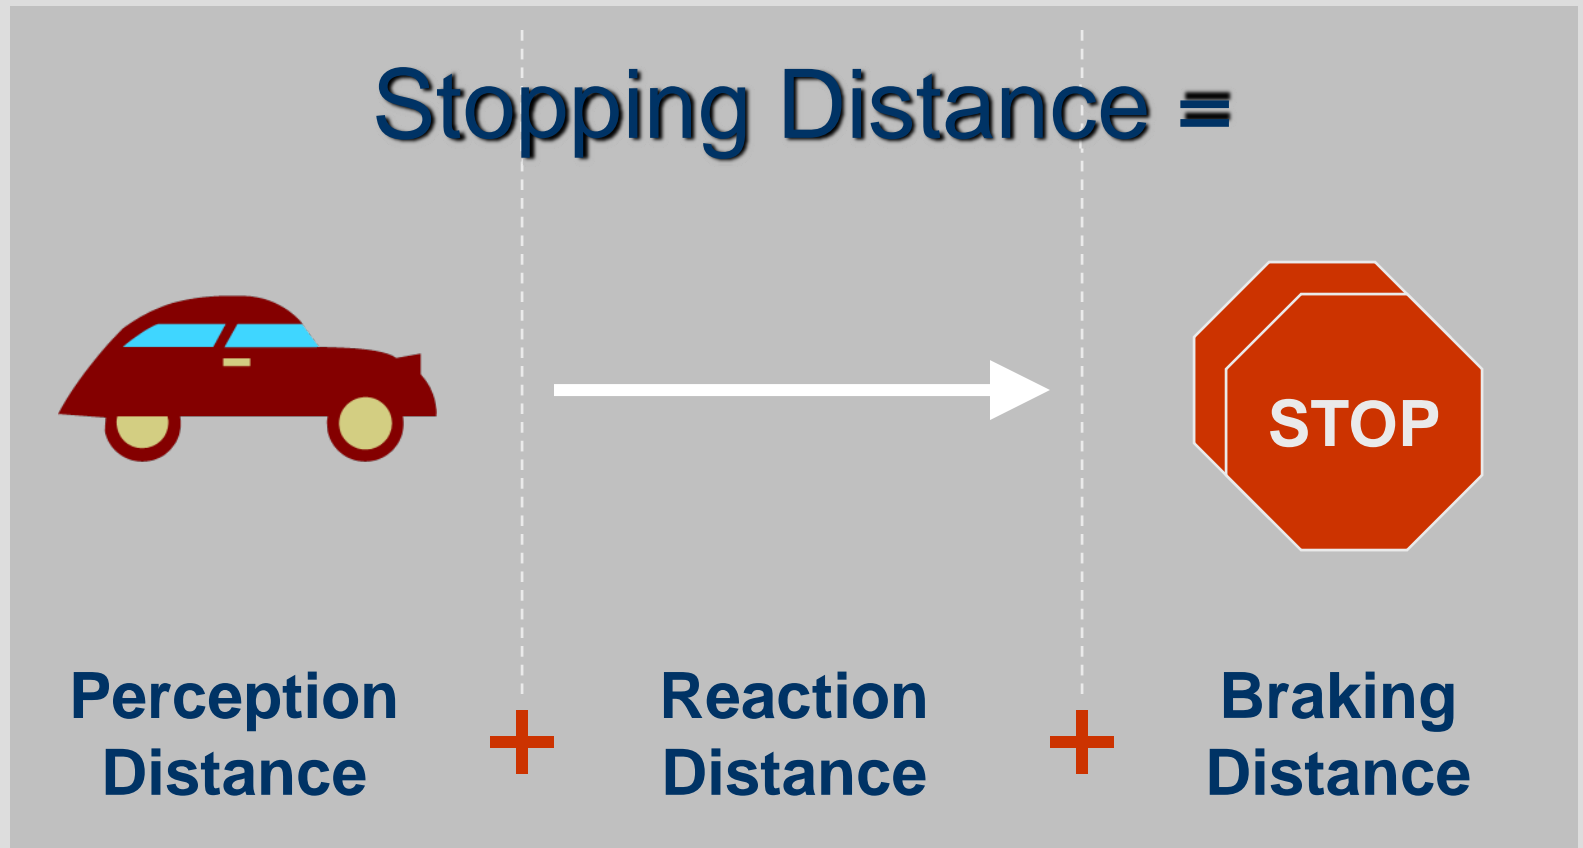 Stopping Distance =
STOP
Perception
Distance
+
Reaction
Distance
+
Braking
Distance